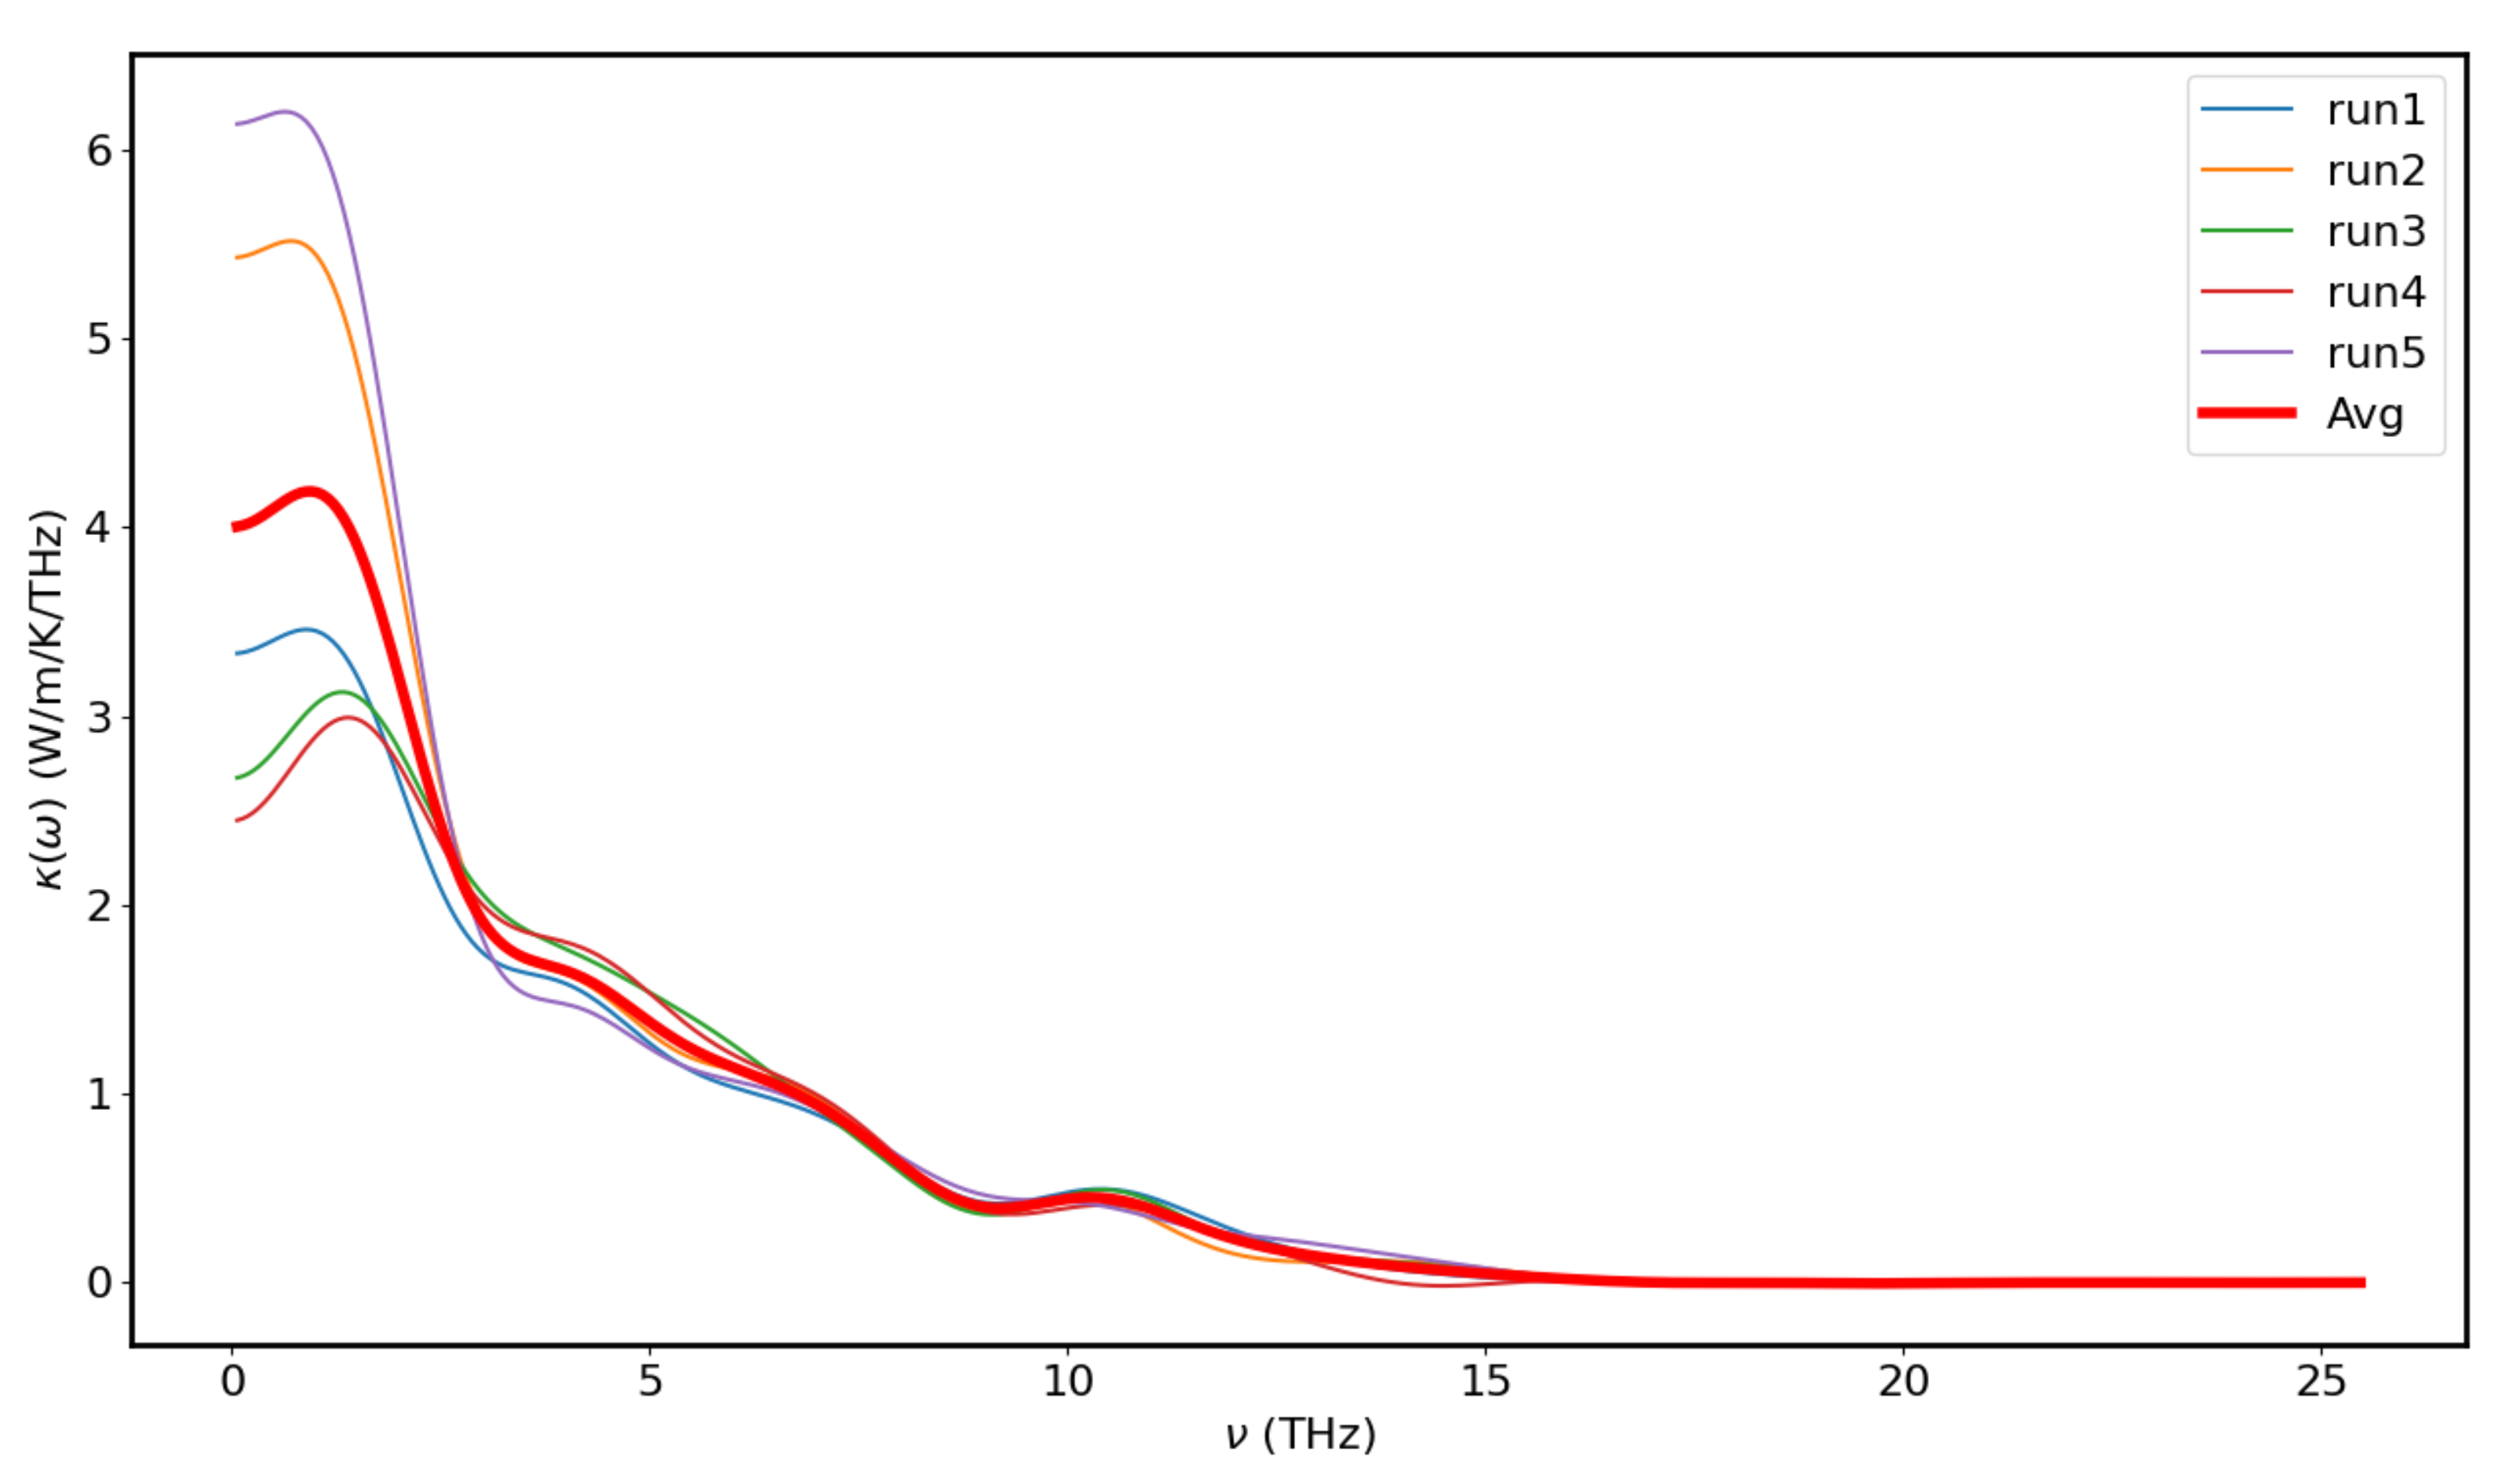 run1
run2
run3
run4
run5
Avg
6
5
4
3
2
1
0
κ(ω) (W/m/K/THz)
0 5 10 15 20 25
ν (THz)